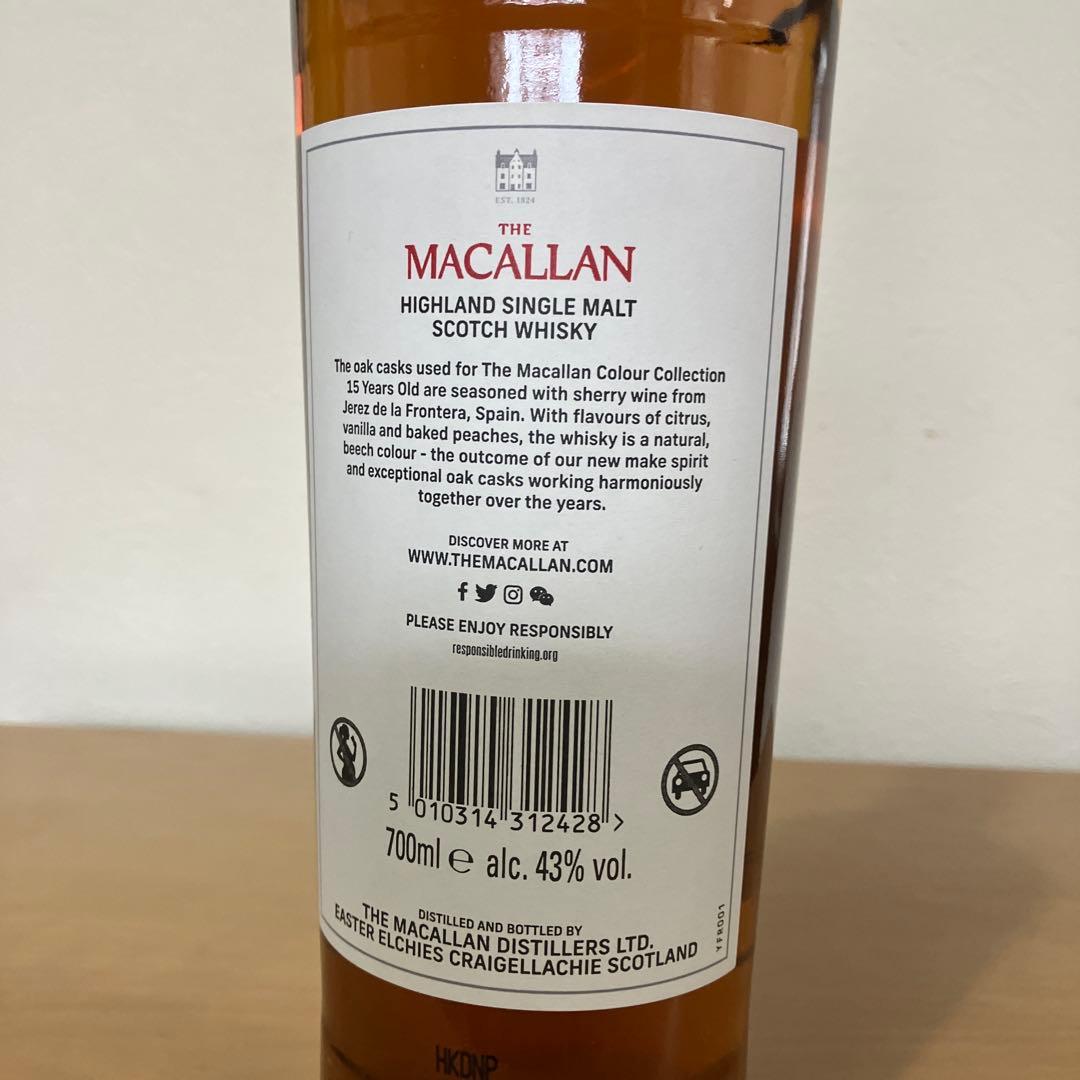 EST. 1824
THE
MACALLAN
HIGHLAND SINGLE MALT
SCOTCH WHISKY
The oak casks used for The Macallan Colour Collection
15 Years Old are seasoned with sherry wine from
Jerez de la Frontera, Spain. With flavours of citrus,
vanilla and baked peaches, the whisky is a natural,
beech colour - the outcome of our new make spirit
and exceptional oak casks working harmoniously
together over the years.
DISCOVER MORE AT
WWW.THEMACALLAN.COM
PLEASE ENJOY RESPONSIBLY
responsibledrinking.org
5 010314 312428 >
700ml e alc. 43% vol.
DISTILLED AND BOTTLED BY
THE MACALLAN DISTILLERS LTD.
EASTER ELCHIES CRAIGELLACHIE SCOTLAND
YFR001
HKDNP